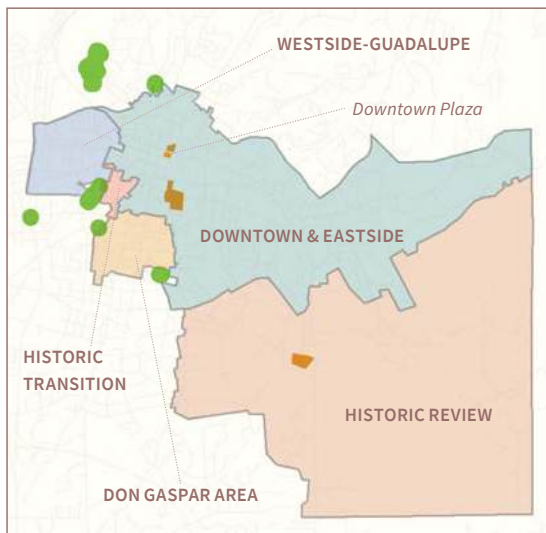 WESTSIDE-GUADALUPE
Downtown Plaza
DOWNTOWN & EASTSIDE
HISTORIC
TRANSITION
HISTORIC REVIEW
DON GASPAR AREA